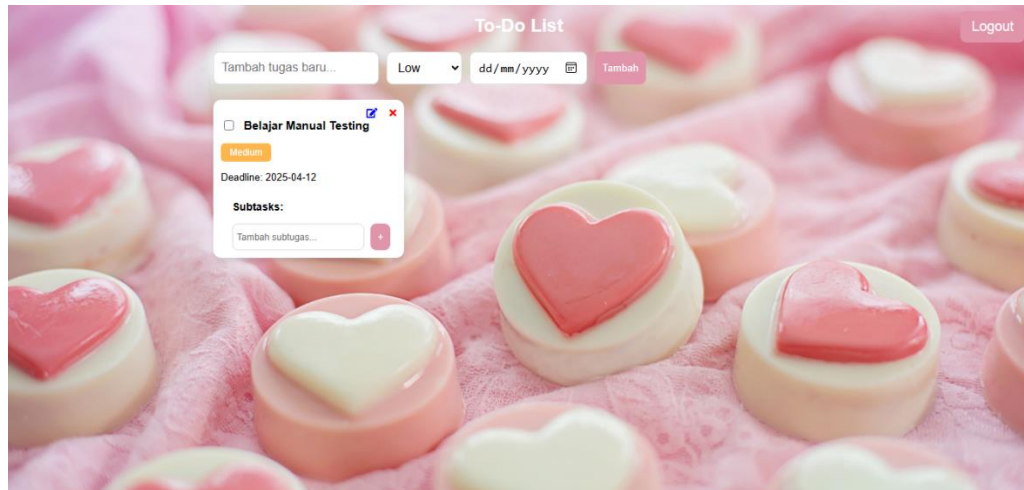 To-Do List
Logout
Tambah tugas baru...
Low
dd/mm/yyyy
Tambah
Belajar Manual Testing
Medium
Deadline: 2025-04-12
Subtasks:
Tambah subtugas...
+